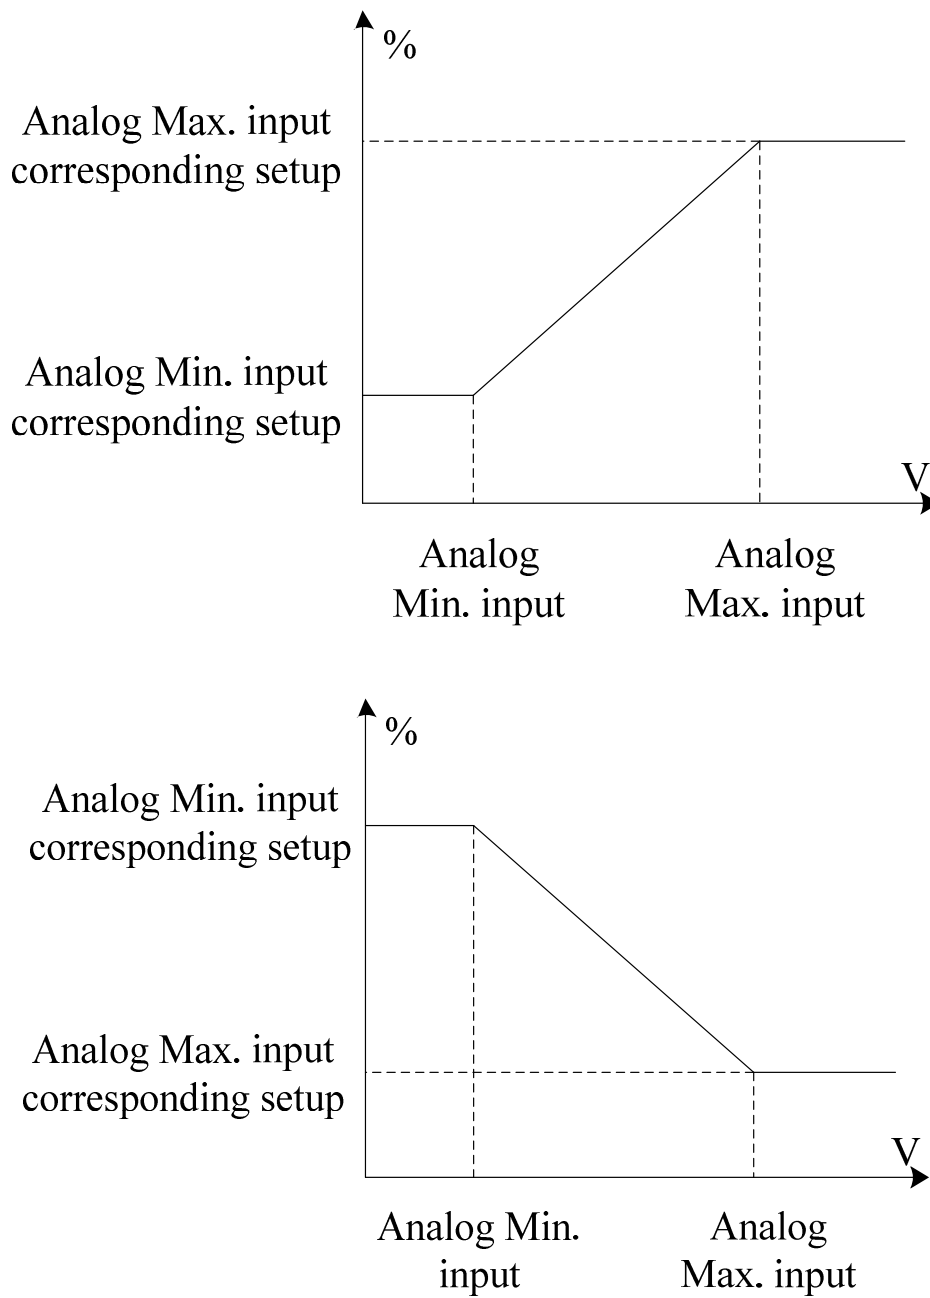 %
Analog Max. input
corresponding setup
Analog Min. input
corresponding setup
V
Analog
Min. input
Analog
Max. input
%
Analog Min. input
corresponding setup
Analog Max. input
corresponding setup
V
Analog Min.
input
Analog
Max. input